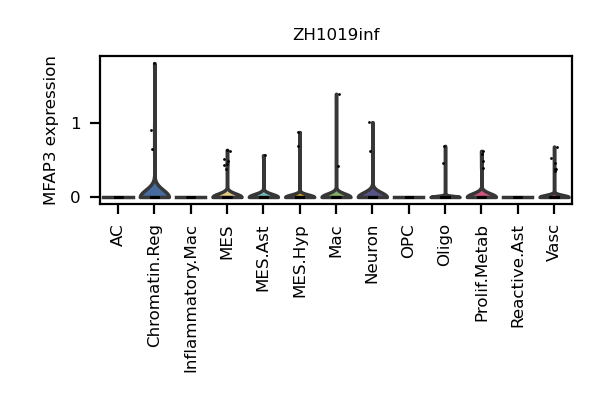 ZH1019inf
MFAP3 expression
1
0
AC
Chromatin.Reg
Inflammatory.Mac
MES
MES.Ast
MES.Hyp
Mac
Neuron
OPC
Oligo
Prolif.Metab
Reactive.Ast
Vasc